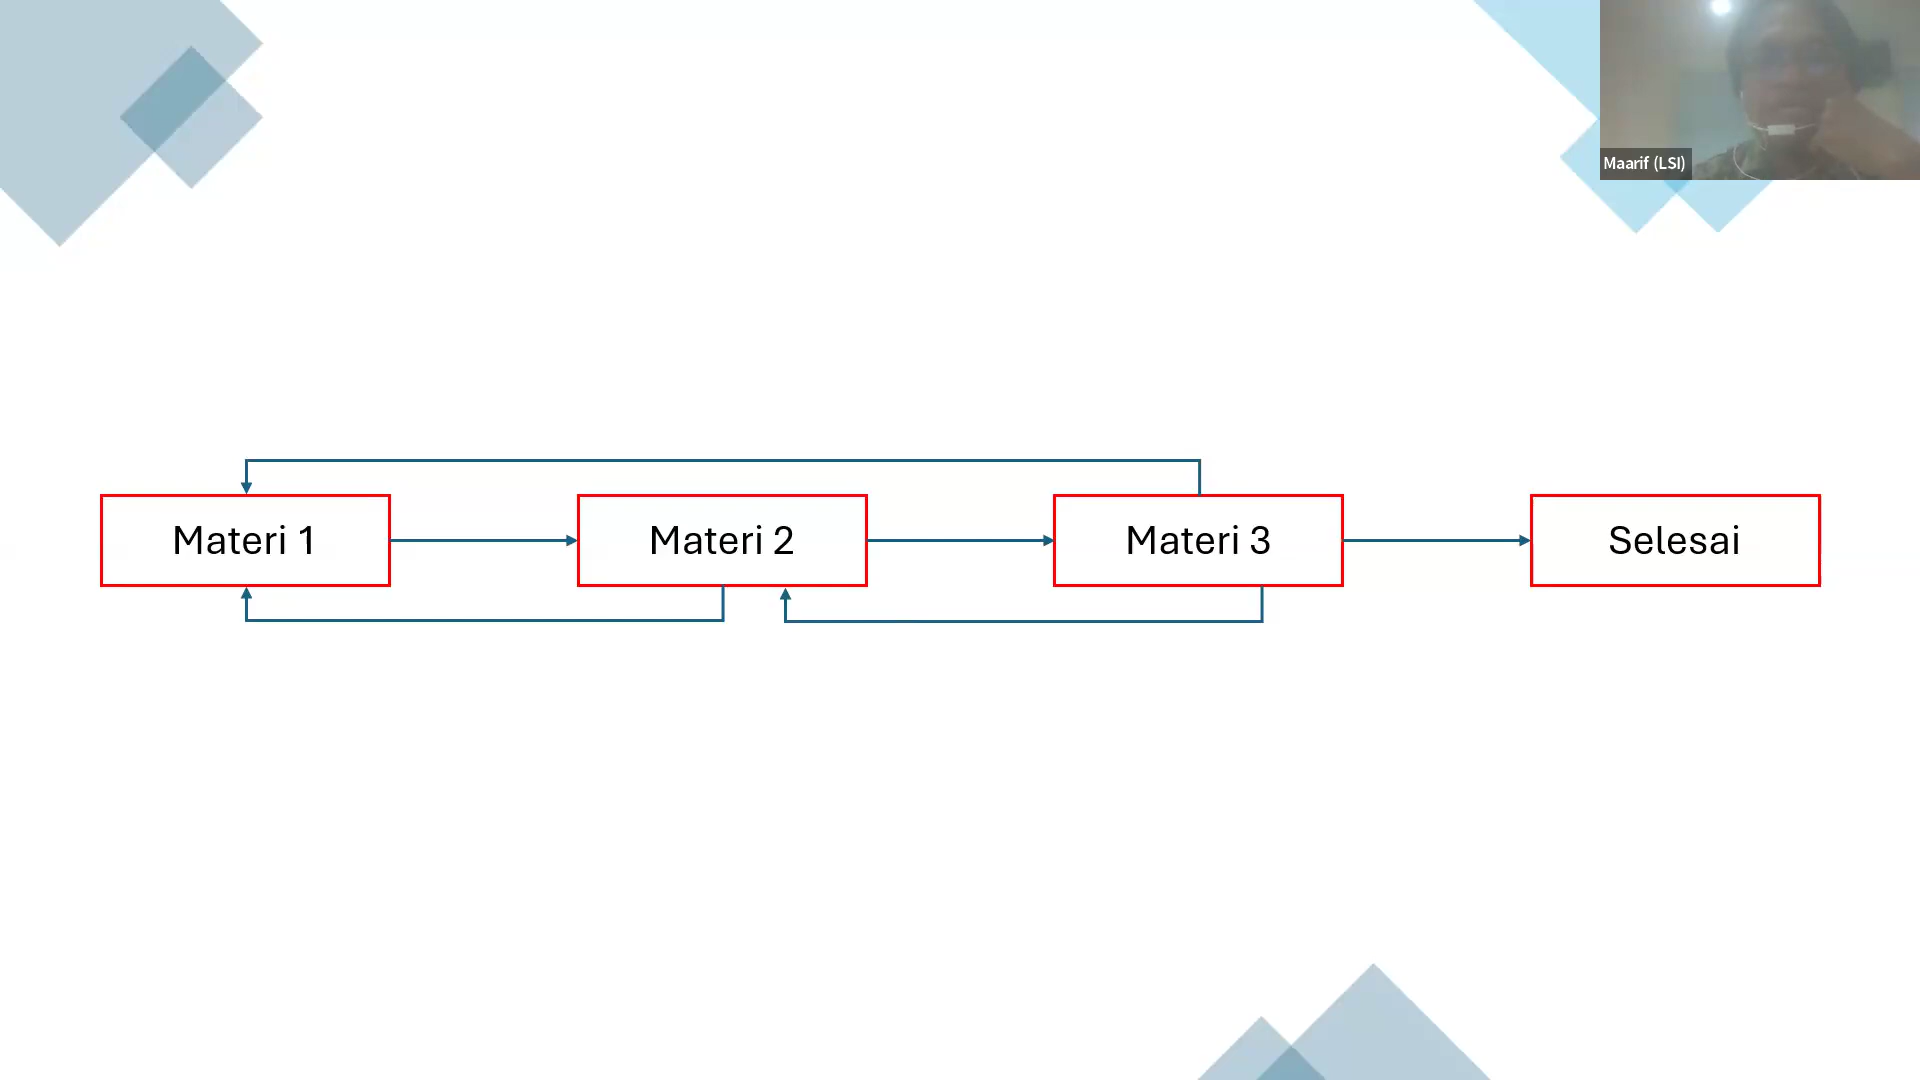 Maarif (LSI)
Materi 1
Materi 2
Materi 3
Selesai